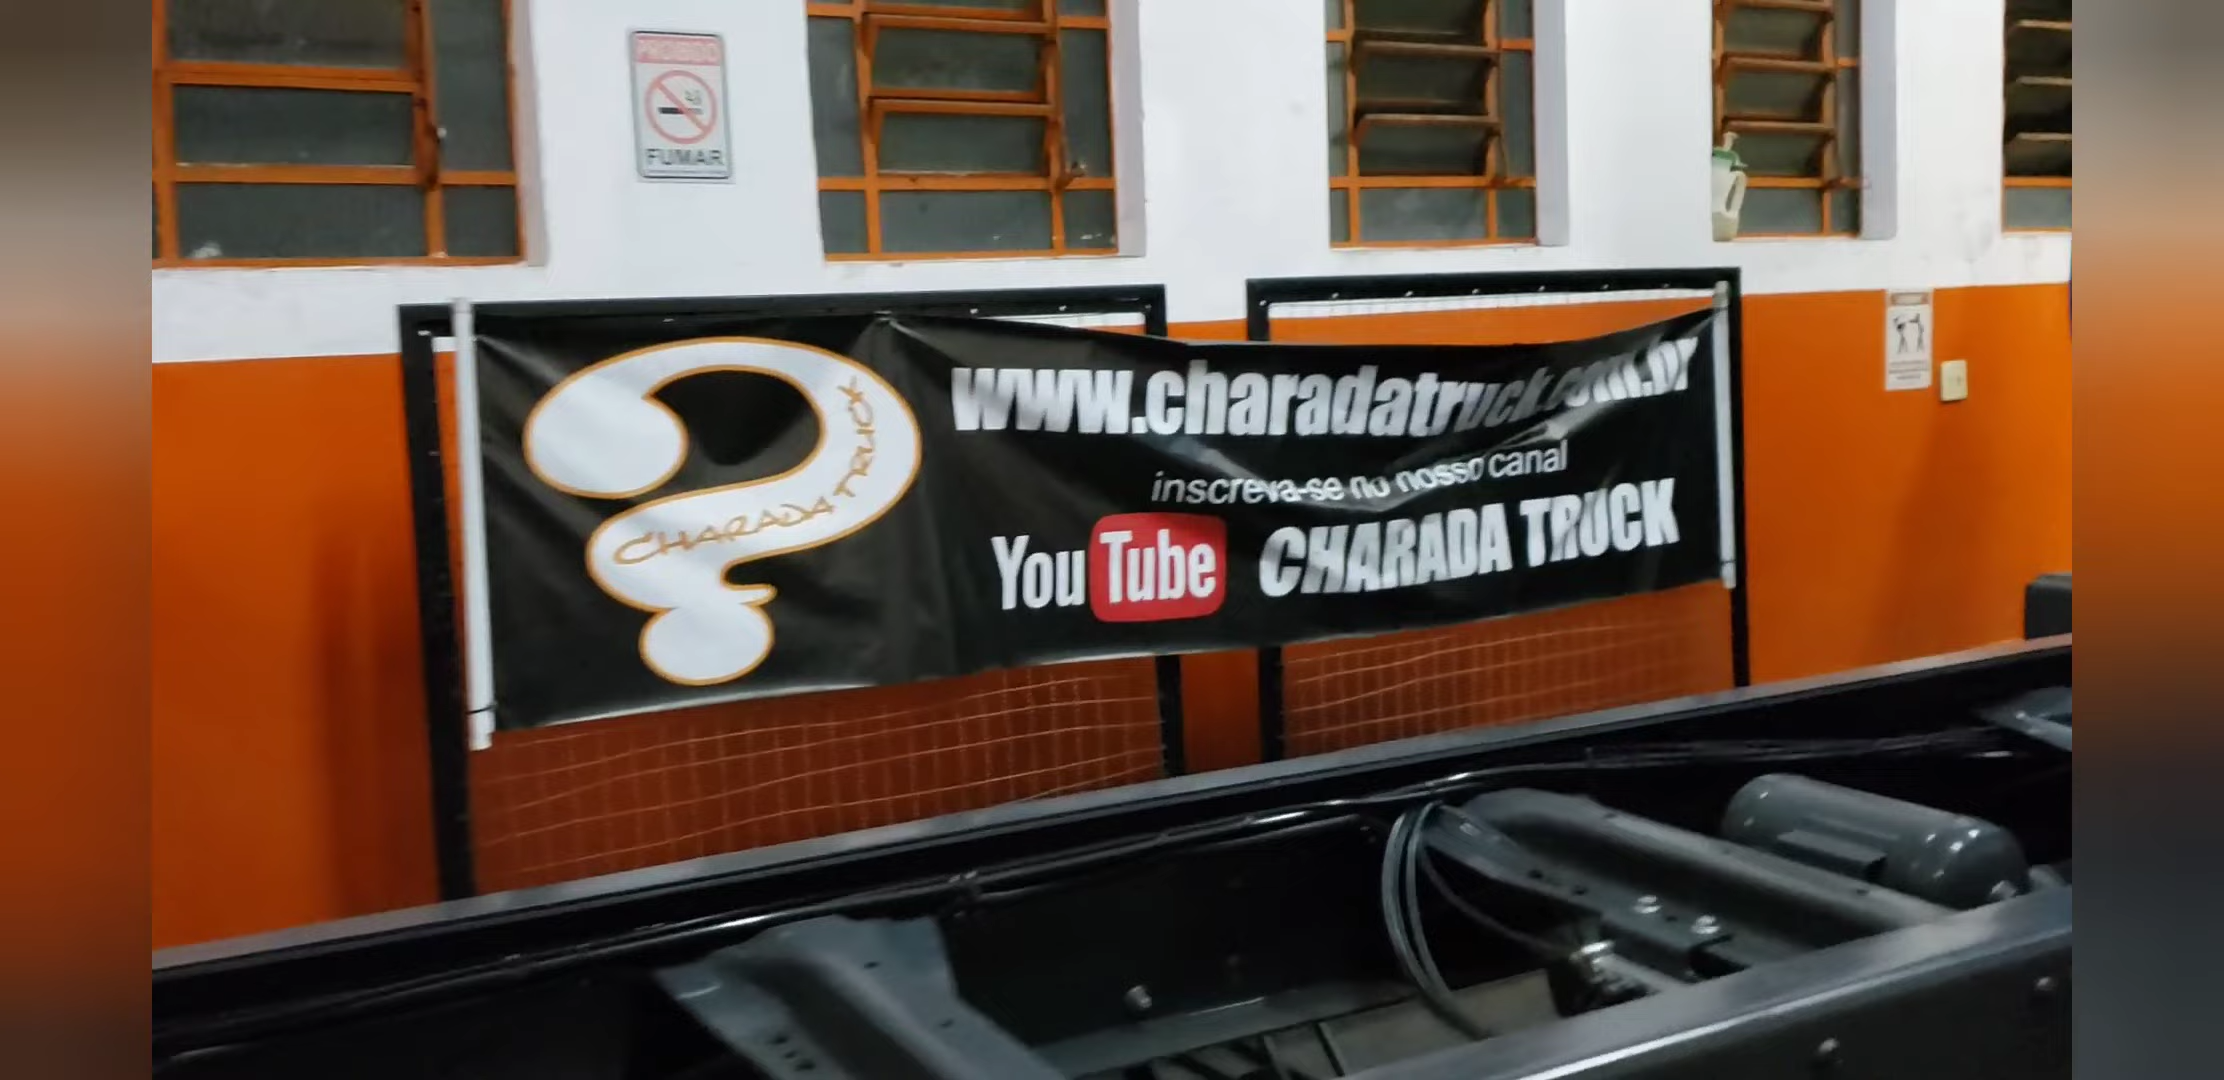 PROIBIDO
FUMAR
CHARADA TRUCK
www.charadatruck.com.br
inscreva-se no nosso canal
YouTube CHARADA TRUCK